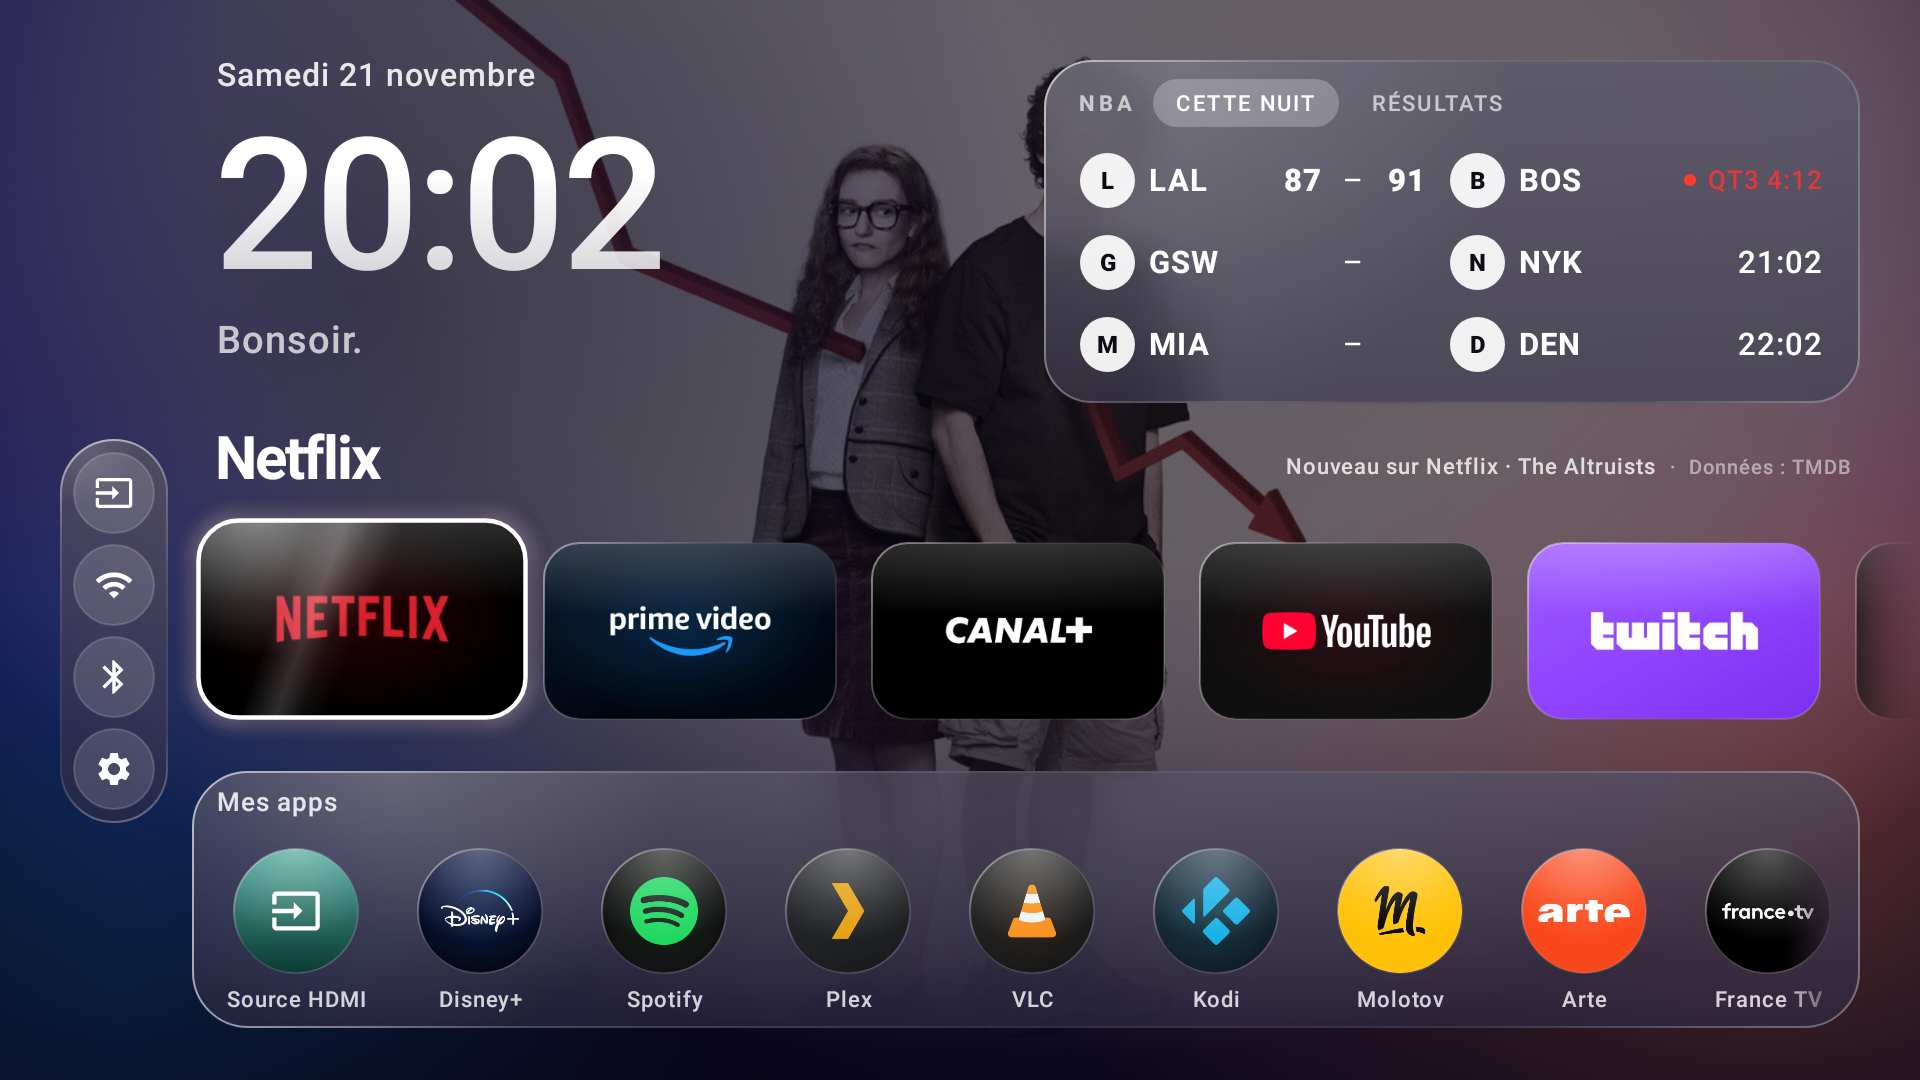 Samedi 21 novembre
20:02
Bonsoir.
NBA CETTE NUIT RÉSULTATS
L LAL 87 – 91 B BOS • QT3 4:12
G GSW – N NYK 21:02
M MIA – D DEN 22:02
Netflix
Nouveau sur Netflix · The Altruists · Données : TMDB
NETFLIX prime video CANAL+ YouTube twitch
Mes apps
Disney+ M. arte france•tv
Source HDMI Disney+ Spotify Plex VLC Kodi Molotov Arte France TV